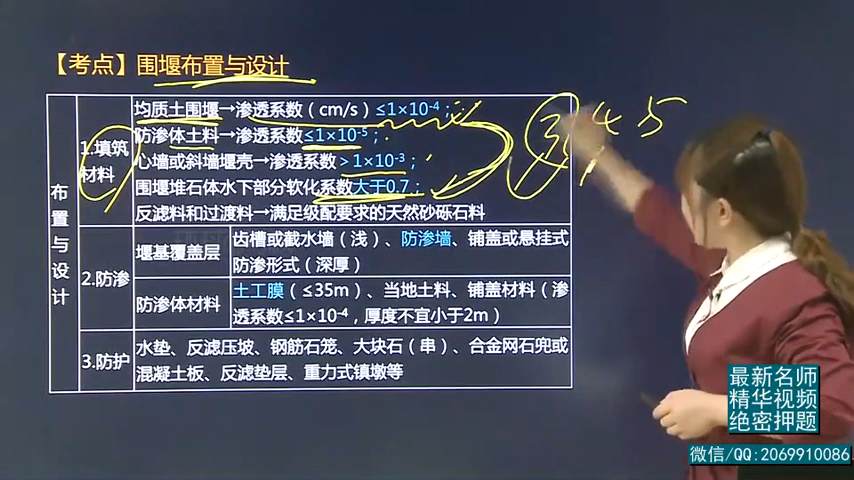 【考点】围堰布置与设计
布置与设计
1.填筑材料
均质土围堰→渗透系数（cm/s）≤1×10-4；
防渗体土料→渗透系数≤1×10-5；
心墙或斜墙堰壳→渗透系数＞1×10-3；
围堰堆石体水下部分软化系数大于0.7；
反滤料和过渡料→满足级配要求的天然砂砾石料
2.防渗
堰基覆盖层
齿槽或截水墙（浅）、防渗墙、铺盖或悬挂式
防渗形式（深厚）
防渗体材料
土工膜（≤35m）、当地土料、铺盖材料（渗
透系数≤1×10-4，厚度不宜小于2m）
3.防护
水垫、反滤压坡、钢筋石笼、大块石（串）、合金网石兜或
混凝土板、反滤垫层、重力式镇墩等
3 4 5
最新名师
精华视频
绝密押题
微信/QQ:2069910086